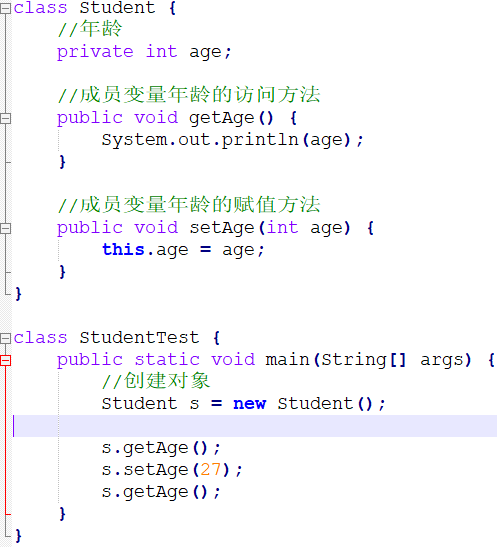 class Student {
    //年龄
    private int age;

    //成员变量年龄的访问方法
    public void getAge() {
        System.out.println(age);
    }

    //成员变量年龄的赋值方法
    public void setAge(int age) {
        this.age = age;
    }
}

class StudentTest {
    public static void main(String[] args) {
        //创建对象
        Student s = new Student();

        s.getAge();
        s.setAge(27);
        s.getAge();
    }
}